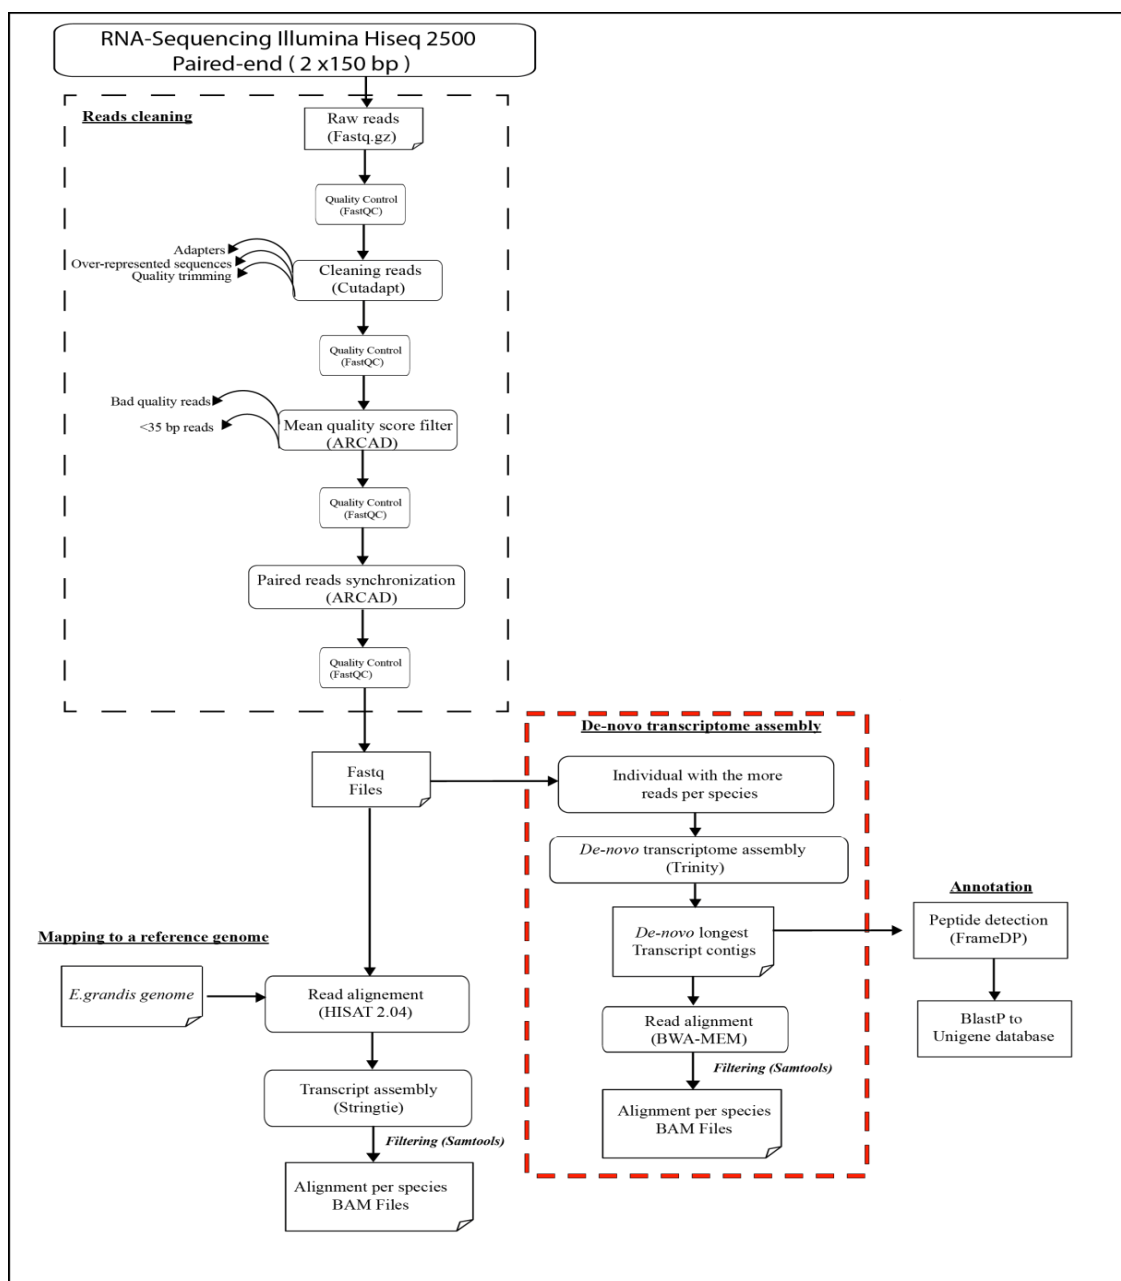 RNA-Sequencing Illumina Hiseq 2500
Paired-end ( 2 x150 bp )
Reads cleaning
Raw reads
(Fastq.gz)
Quality Control
(FastQC)
Adapters
Over-represented sequences
Quality trimming
Cleaning reads
(Cutadapt)
Quality Control
(FastQC)
Bad quality reads
<35 bp reads
Mean quality score filter
(ARCAD)
Quality Control
(FastQC)
Paired reads synchronization
(ARCAD)
Quality Control
(FastQC)
Fastq
Files
De-novo transcriptome assembly
Individual with the more
reads per species
De-novo transcriptome assembly
(Trinity)
De-novo longest
Transcript contigs
Read alignment
(BWA-MEM)
Filtering (Samtools)
Alignment per species
BAM Files
Annotation
Peptide detection
(FrameDP)
BlastP to
Unigene database
Mapping to a reference genome
E.grandis genome
Read alignement
(HISAT 2.04)
Transcript assembly
(Stringtie)
Filtering (Samtools)
Alignment per species
BAM Files